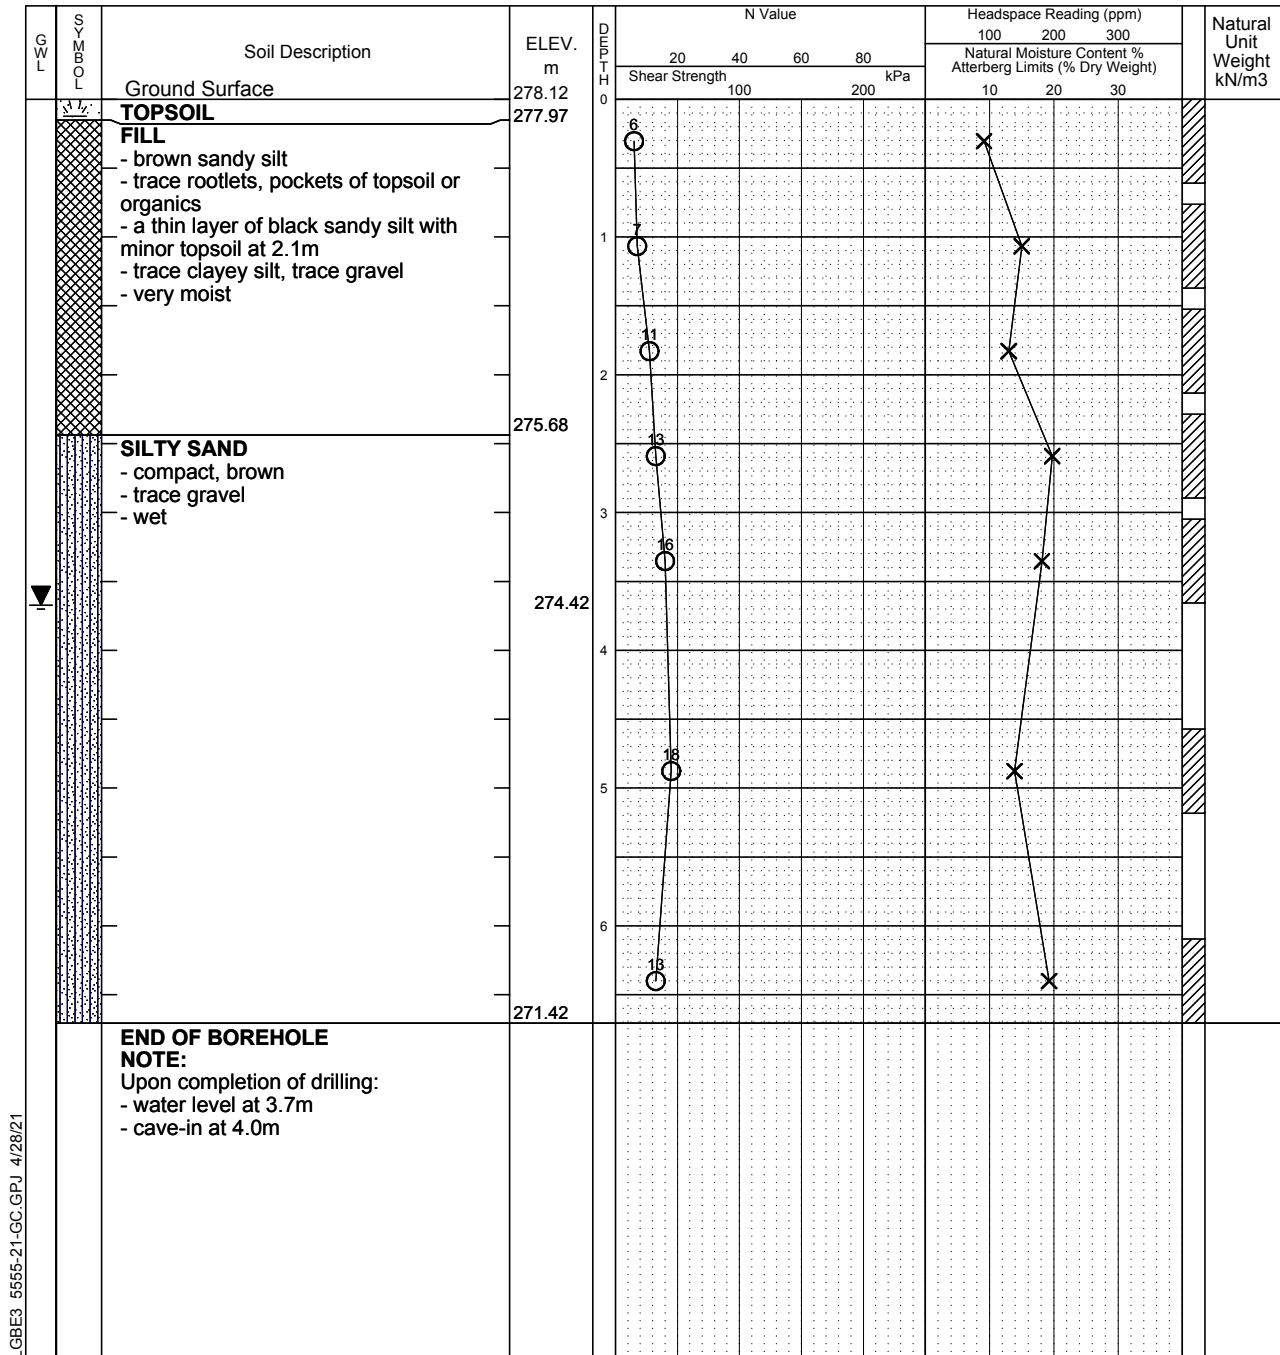 GWL
SYMBOL
Soil Description
Ground Surface
ELEV.
m
278.12
DEPTH
N Value
20 40 60 80
Shear Strength kPa
100 200
Headspace Reading (ppm)
100 200 300
Natural Moisture Content %
Atterberg Limits (% Dry Weight)
10 20 30
Natural
Unit
Weight
kN/m3
0
TOPSOIL
277.97
FILL
- brown sandy silt
- trace rootlets, pockets of topsoil or
organics
- a thin layer of black sandy silt with
minor topsoil at 2.1m
- trace clayey silt, trace gravel
- very moist
6
7
1
11
2
275.68
SILTY SAND
- compact, brown
- trace gravel
- wet
13
3
16
274.42
4
18
5
6
13
271.42
END OF BOREHOLE
NOTE:
Upon completion of drilling:
- water level at 3.7m
- cave-in at 4.0m
LGBE3 5555-21-GC.GPJ 4/28/21